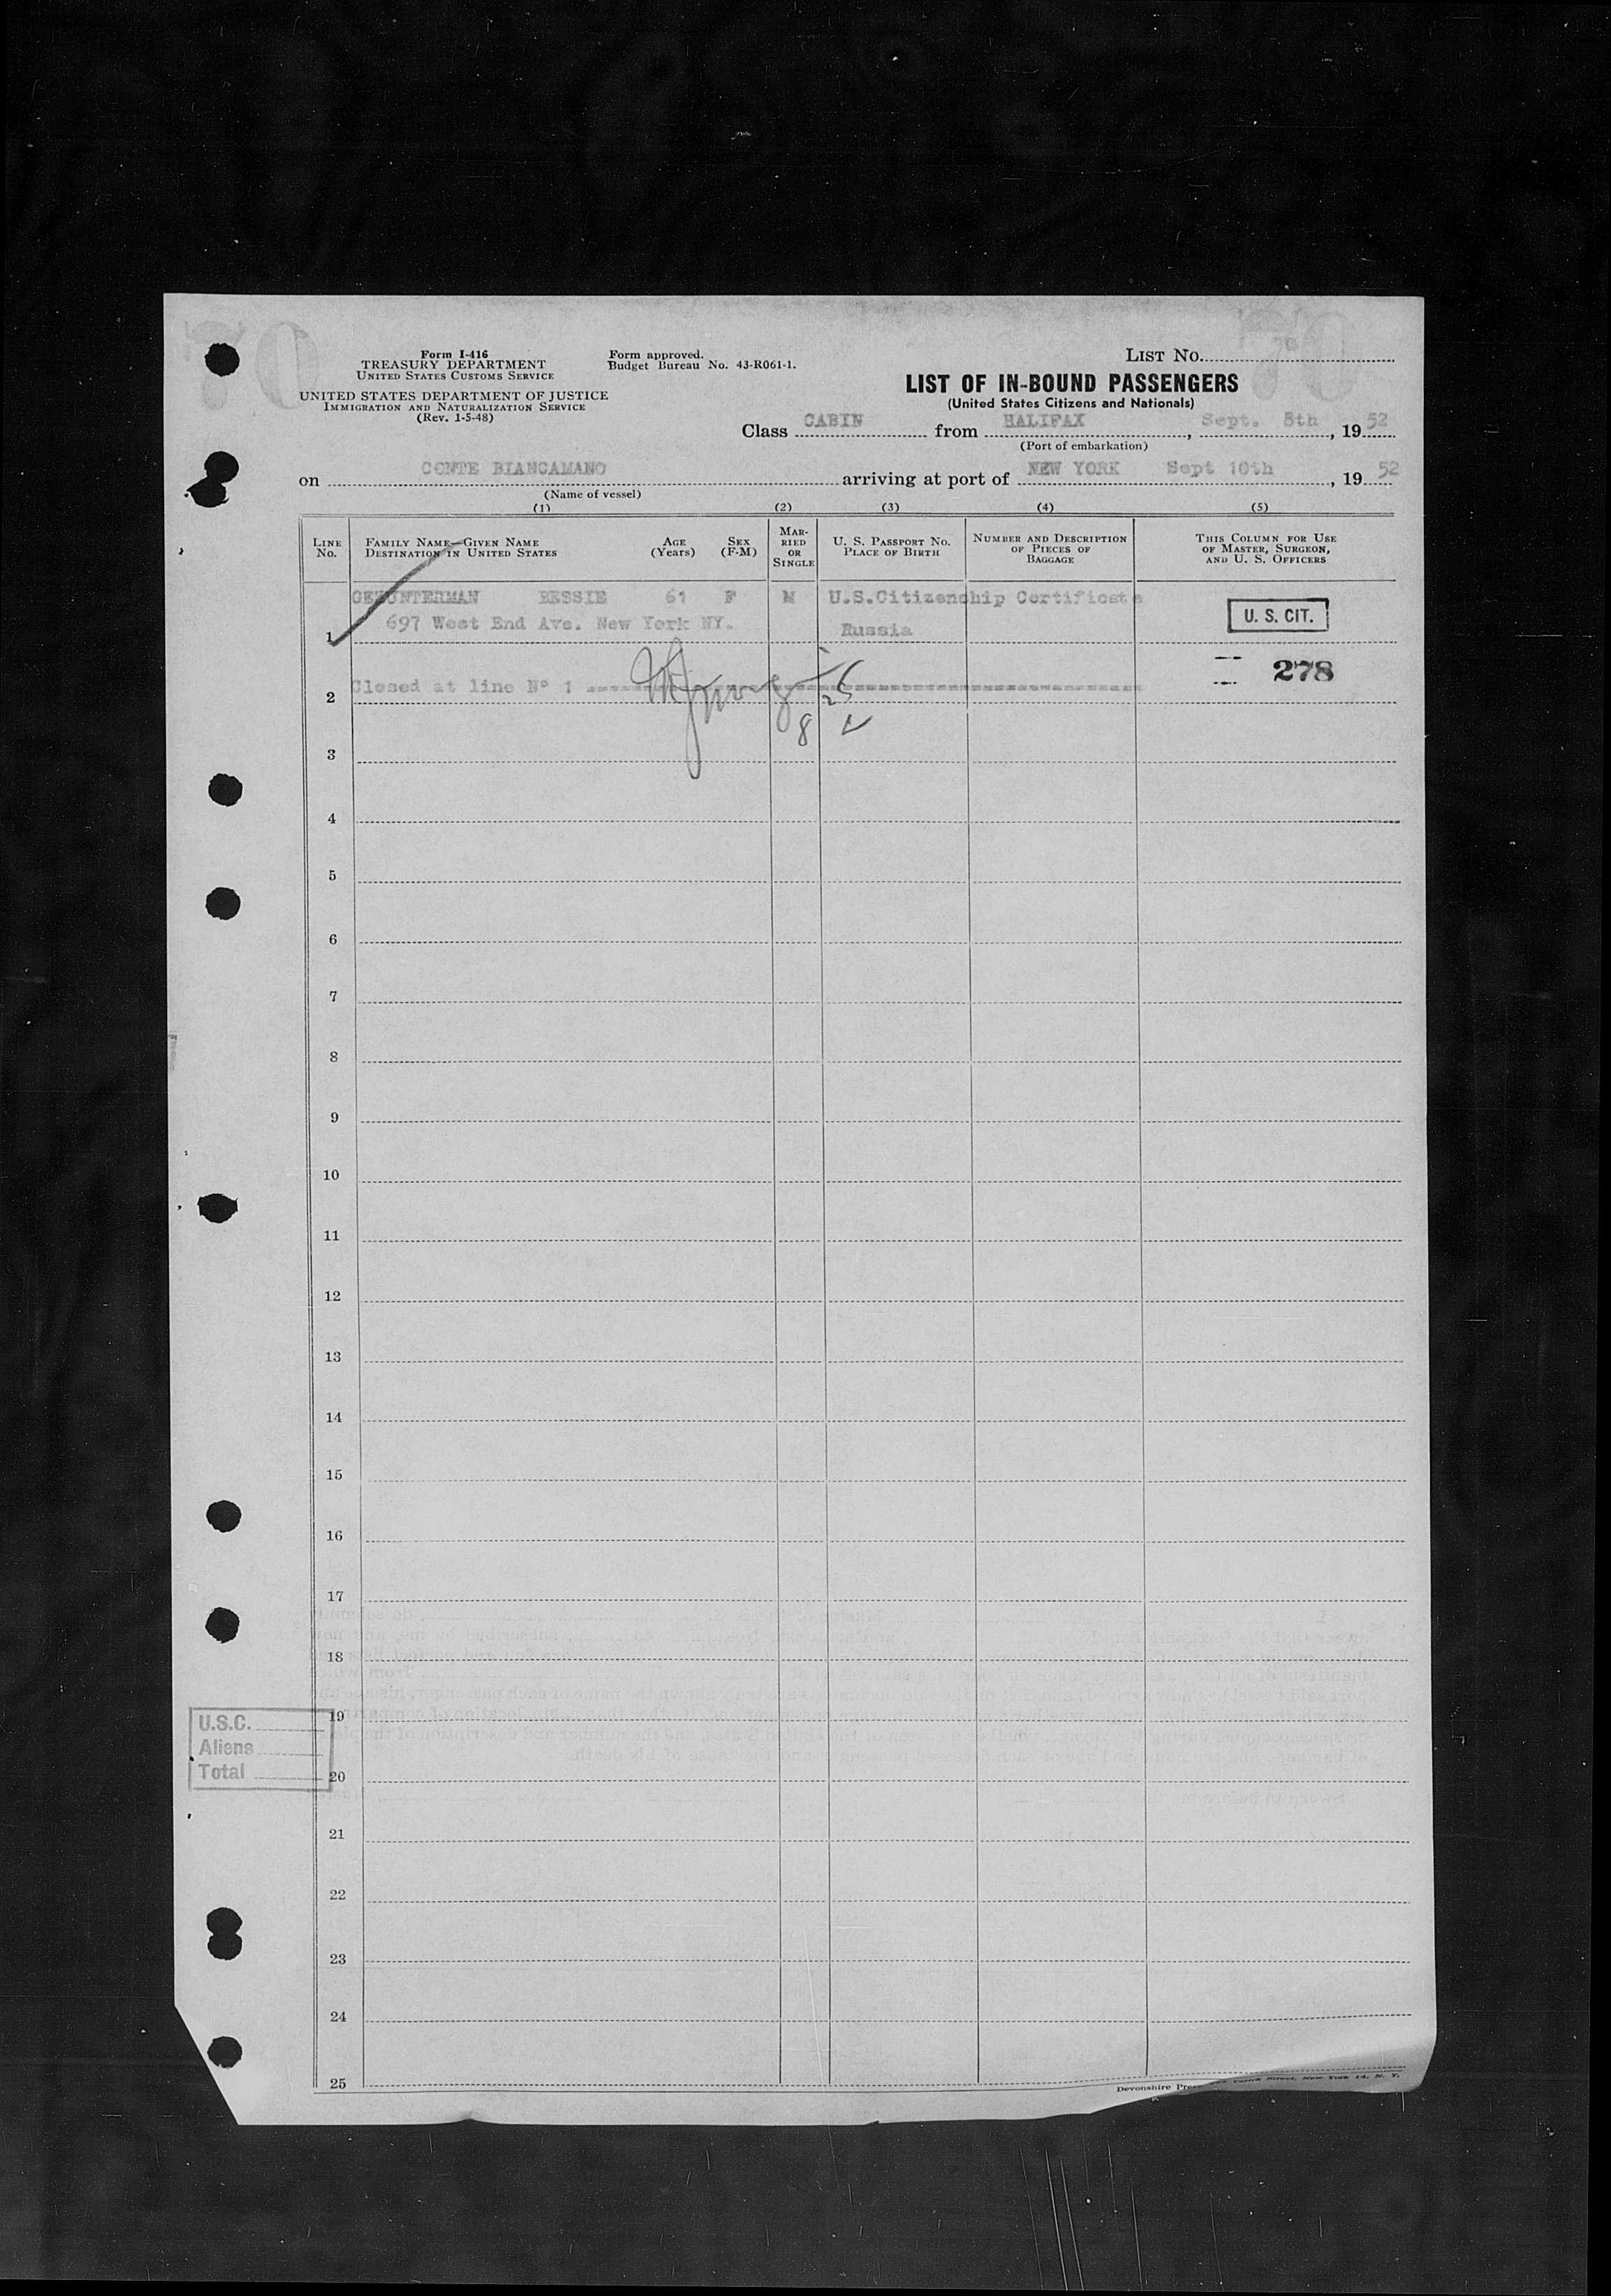 Form I-416
TREASURY DEPARTMENT
UNITED STATES CUSTOMS SERVICE
UNITED STATES DEPARTMENT OF JUSTICE
IMMIGRATION AND NATURALIZATION SERVICE
(Rev. 1-5-48)
Form approved.
Budget Bureau No. 43-R061-1.
LIST NO.
LIST OF IN-BOUND PASSENGERS
(United States Citizens and Nationals)
Class CABIN from HALIFAX, Sept. 8th, 1952
(Port of embarkation)
on CONTE BIANCAMANO arriving at port of NEW YORK Sept 10th, 1952
(Name of vessel)
(1) (2) (3) (4) (5)
LINE No. FAMILY NAME—GIVEN NAME DESTINATION IN UNITED STATES AGE (Years) SEX (F-M) MARRIED OR SINGLE U. S. PASSPORT NO. PLACE OF BIRTH NUMBER AND DESCRIPTION OF PIECES OF BAGGAGE THIS COLUMN FOR USE OF MASTER, SURGEON, AND U. S. OFFICERS
BESSIE 61 F M U.S.Citizenship Certificate
1 697 West End Ave. New York NY. Russia U. S. CIT.
278
2 Closed at line Nº 1
3
4
5
6
7
8
9
10
11
12
13
14
15
16
17
18
19
20
21
22
23
24
25
U.S.C.
Aliens
Total
Devonshire Press Street, New York 14, N. Y.